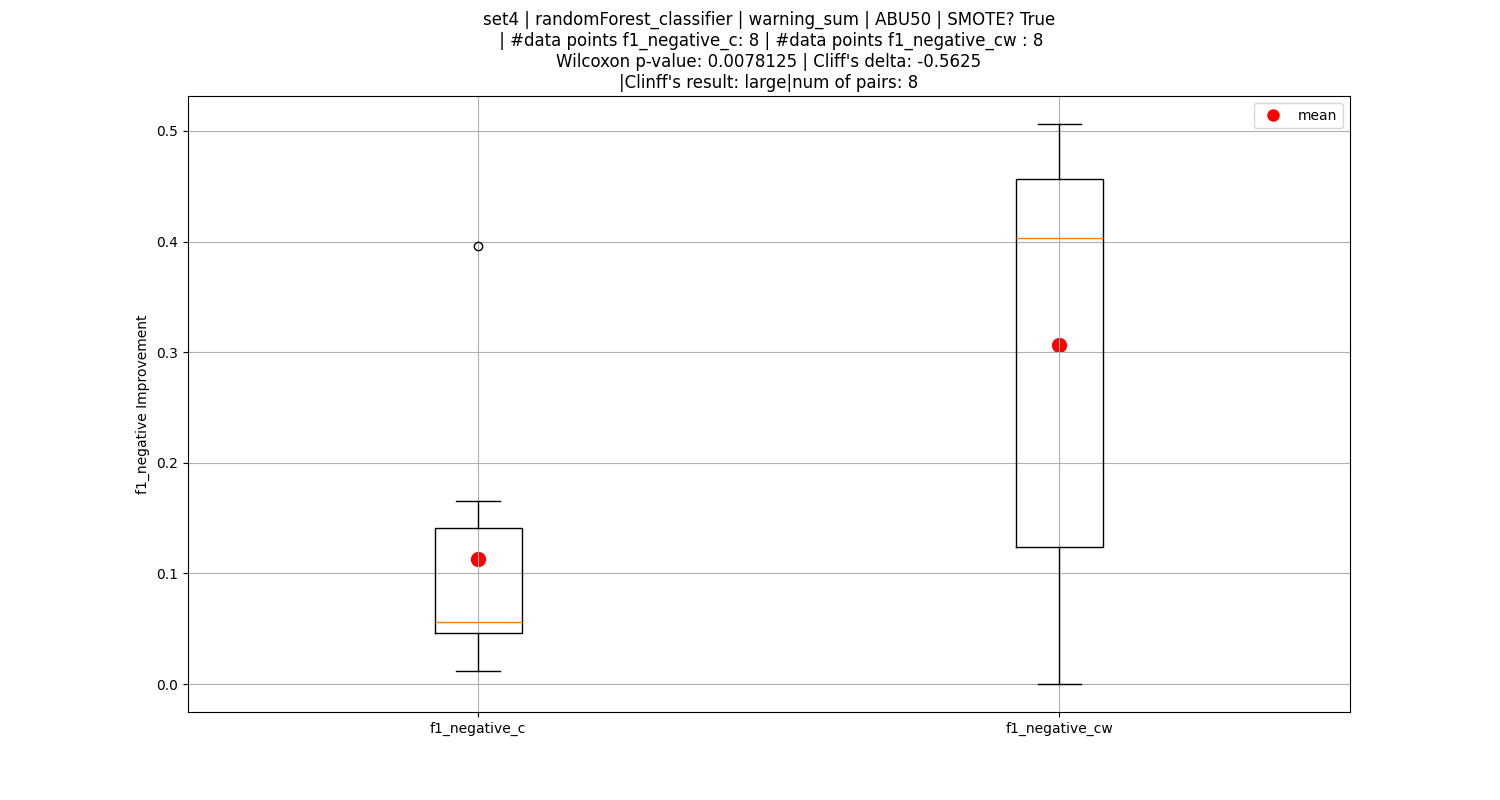 set4 | randomForest_classifier | warning_sum | ABU50 | SMOTE? True
| #data points f1_negative_c: 8 | #data points f1_negative_cw : 8
Wilcoxon p-value: 0.0078125 | Cliff's delta: -0.5625
|Clinff's result: large|num of pairs: 8
mean
0.5
0.4
0.3
0.2
0.1
0.0
f1_negative Improvement
f1_negative_c
f1_negative_cw